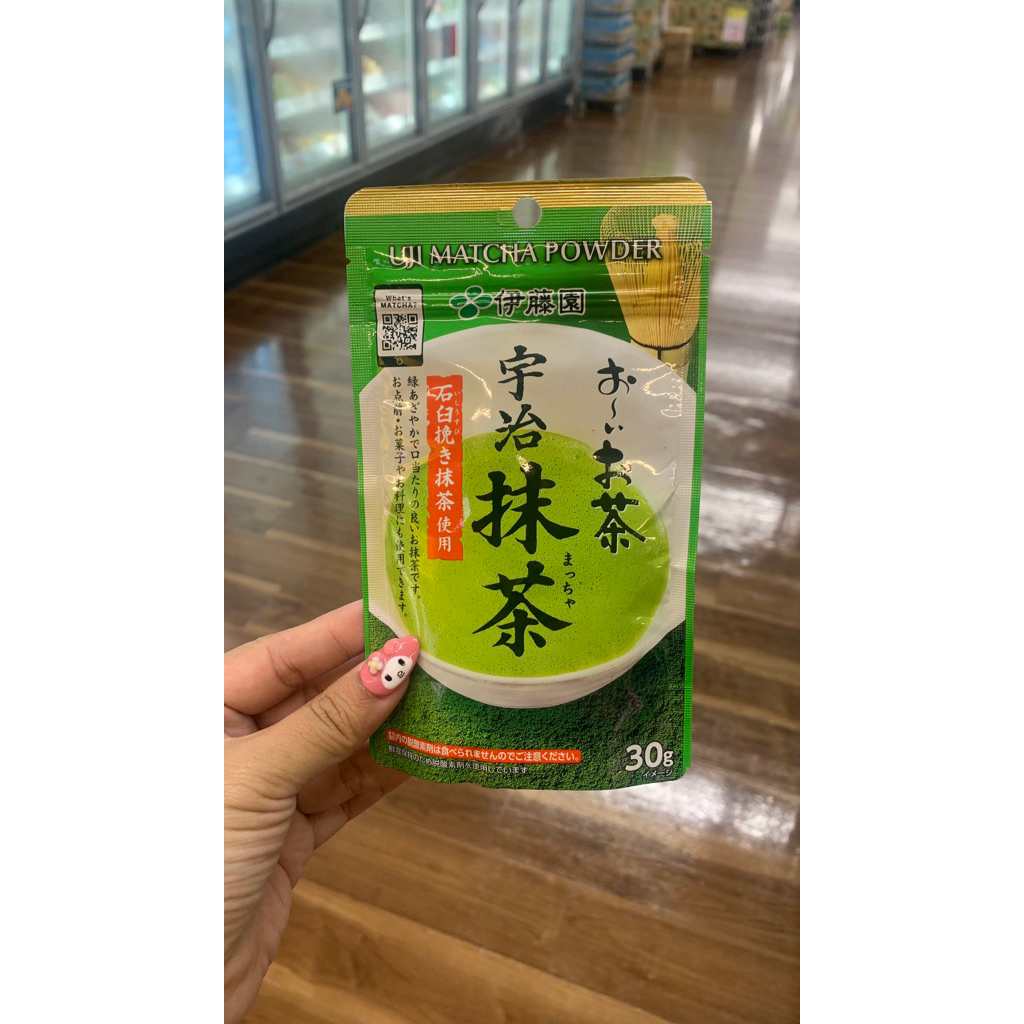 UJI MATCHA POWDER
What's
MATCHA?
伊藤園
お〜いお茶
宇治抹茶
まっちゃ
石臼挽き抹茶使用
いしうすび
緑あざやかで口当たりの良いお抹茶です。
お点前・お菓子やお料理にも使用できます。
袋内の脱酸素剤は食べられませんのでご注意ください。
鮮度保持のため脱酸素剤を使用しています
30g
イメージ